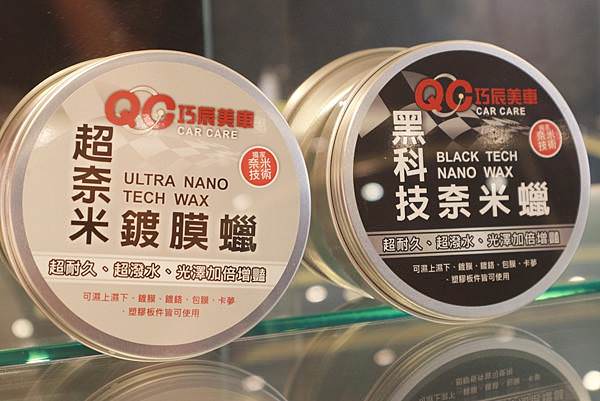 QC巧辰美車
CAR CARE
超奈米鍍膜蠟
ULTRA NANO
TECH WAX
獨家
奈米
技術
超耐久、超潑水、光澤加倍增豔
可濕上濕下、鍍膜、鍍鉻、包膜、卡夢
、塑膠板件皆可使用
QC巧辰美車
CAR CARE
黑科技奈米蠟
BLACK TECH
NANO WAX
獨家
奈米
技術
超耐久、超潑水、光澤加倍增豔
可濕上濕下、鍍膜、鍍鉻、包膜、卡夢
、塑膠板件皆可使用